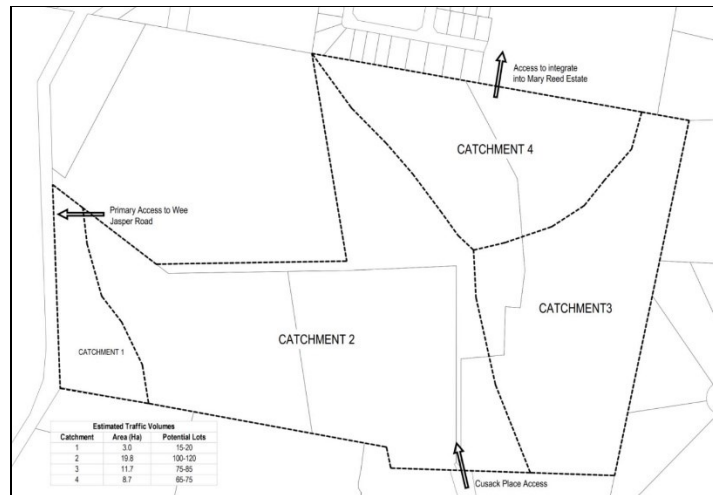 Access to integrate
into Mary Reed Estate
CATCHMENT 4
Primary Access to Wee
Jasper Road
CATCHMENT3
CATCHMENT 2
CATCHMENT 1
Estimated Traffic Volumes
Catchment Area (Ha) Potential Lots
1 3.0 15-20
2 19.8 100-120
3 11.7 75-85
4 8.7 65-75
Cusack Place Access